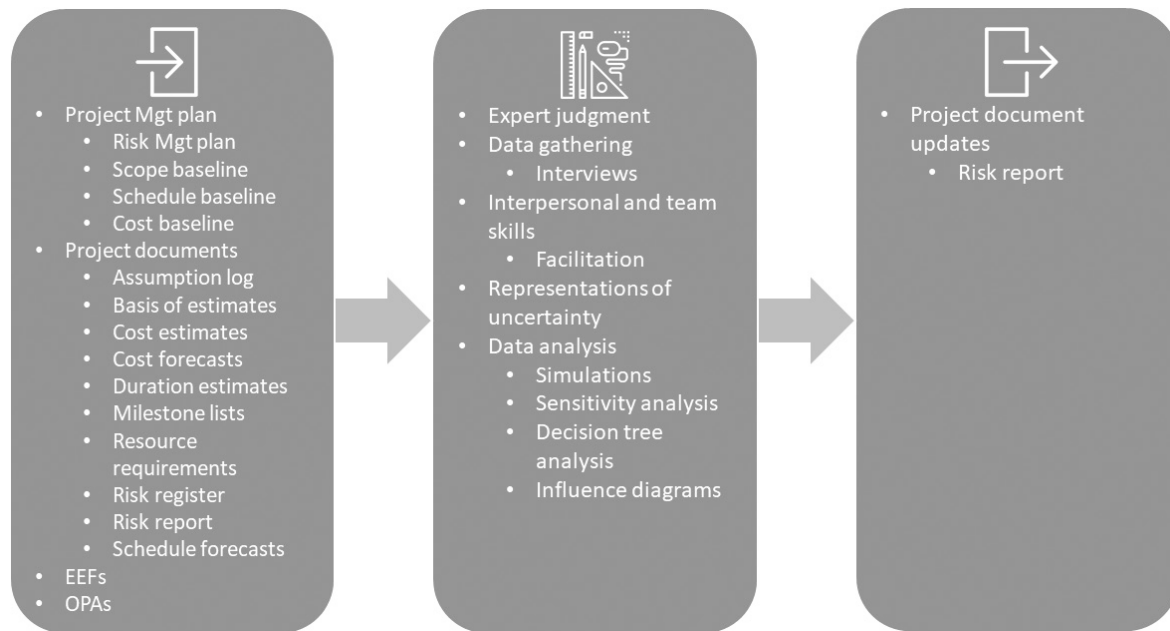 • Project Mgt plan
• Risk Mgt plan
• Scope baseline
• Schedule baseline
• Cost baseline
• Project documents
• Assumption log
• Basis of estimates
• Cost estimates
• Cost forecasts
• Duration estimates
• Milestone lists
• Resource
requirements
• Risk register
• Risk report
• Schedule forecasts
• EEFs
• OPAs
• Expert judgment
• Data gathering
• Interviews
• Interpersonal and team
skills
• Facilitation
• Representations of
uncertainty
• Data analysis
• Simulations
• Sensitivity analysis
• Decision tree
analysis
• Influence diagrams
• Project document
updates
• Risk report